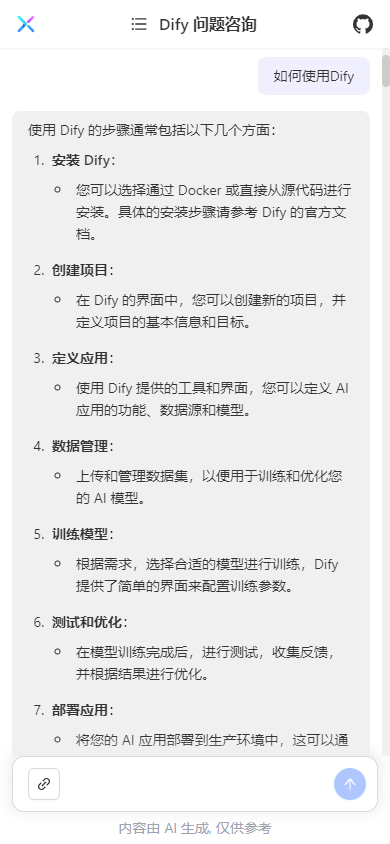 Dify 问题咨询
如何使用Dify
使用 Dify 的步骤通常包括以下几个方面：
1. 安装 Dify：
您可以选择通过 Docker 或直接从源代码进行
安装。具体的安装步骤请参考 Dify 的官方文
档。
2. 创建项目：
在 Dify 的界面中，您可以创建新的项目，并
定义项目的基本信息和目标。
3. 定义应用：
使用 Dify 提供的工具和界面，您可以定义 AI
应用的功能、数据源和模型。
4. 数据管理：
上传和管理数据集，以便用于训练和优化您
的 AI 模型。
5. 训练模型：
根据需求，选择合适的模型进行训练，Dify
提供了简单的界面来配置训练参数。
6. 测试和优化：
在模型训练完成后，进行测试，收集反馈，
并根据结果进行优化。
7. 部署应用：
将您的 AI 应用部署到生产环境中，这可以通
内容由 AI 生成, 仅供参考